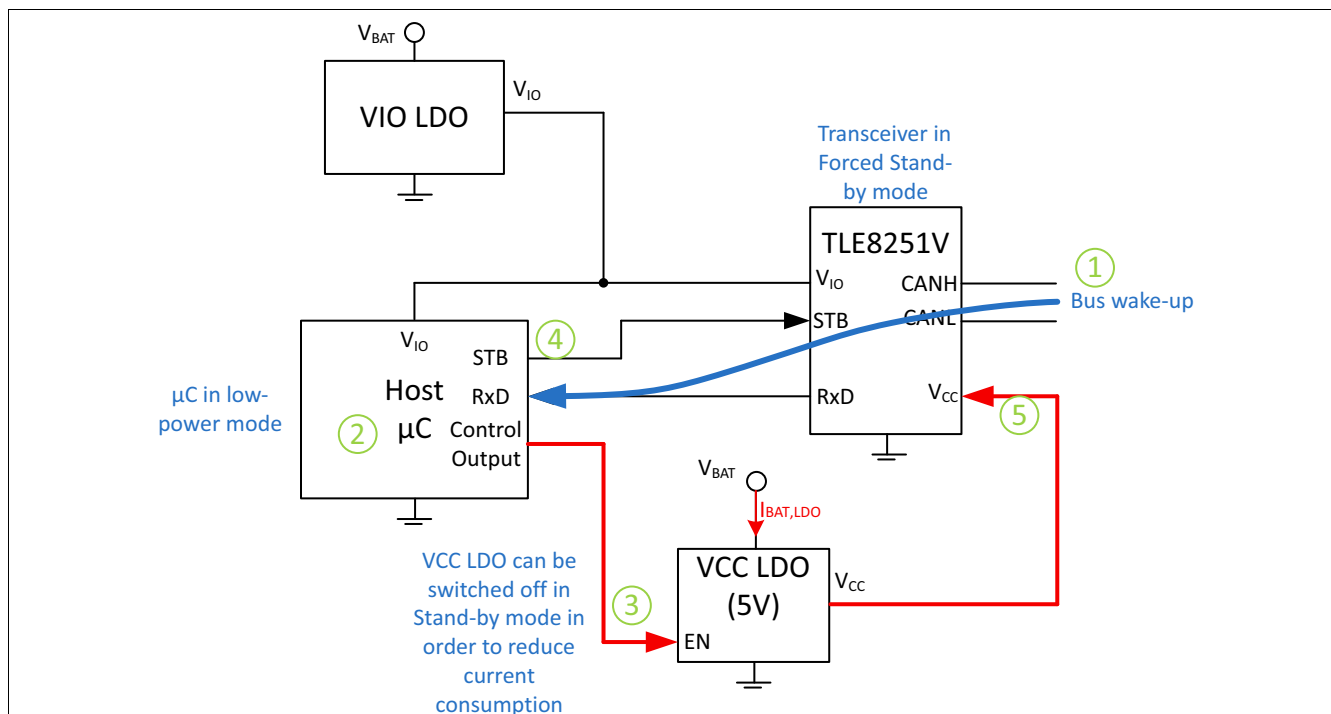 VBAT
VIO LDO
VIO
Transceiver in
Forced Stand-
by mode
TLE8251V
VIO
CANH
1
Bus wake-up
STB
CANL
VIO
STB
4
μC in low-
power mode
Host
μC
2
RxD
RxD
VCC
5
Control
Output
VBAT
IBAT,LDO
VCC LDO can be
switched off in
Stand-by mode in
order to reduce
current
consumption
3
VCC LDO
(5V)
VCC
EN